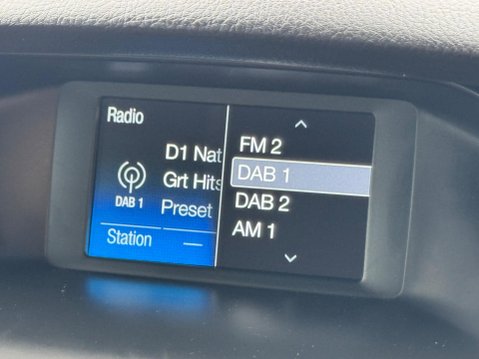 Radio
D1 Nat
Grt Hits
DAB 1
Preset
Station
FM 2
DAB 1
DAB 2
AM 1